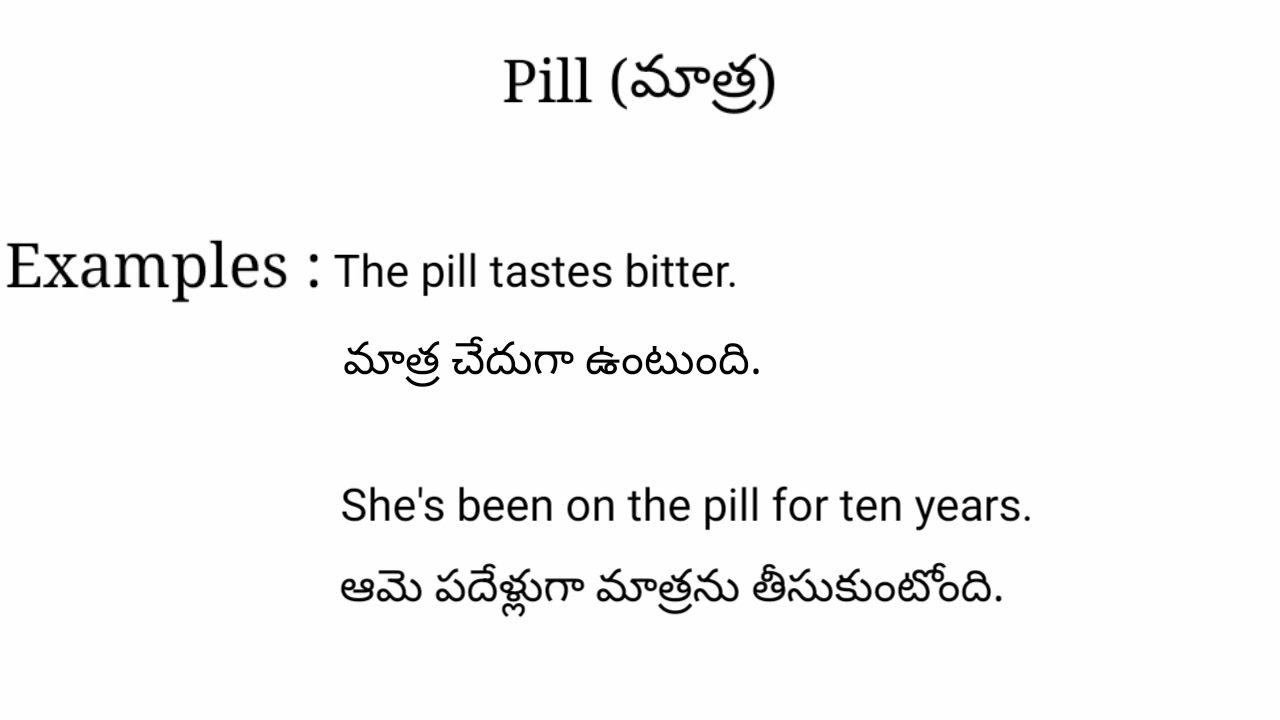 Pill (మాత్ర)
Examples : The pill tastes bitter.
మాత్ర చేదుగా ఉంటుంది.
She's been on the pill for ten years.
ఆమె పదేళ్లుగా మాత్రను తీసుకుంటోంది.